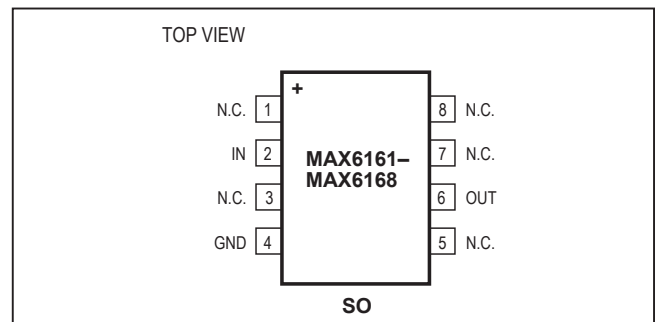 TOP VIEW
+
N.C. 1 8 N.C.
IN 2 MAX6161– 7 N.C.
MAX6168
N.C. 3 6 OUT
GND 4 5 N.C.
SO